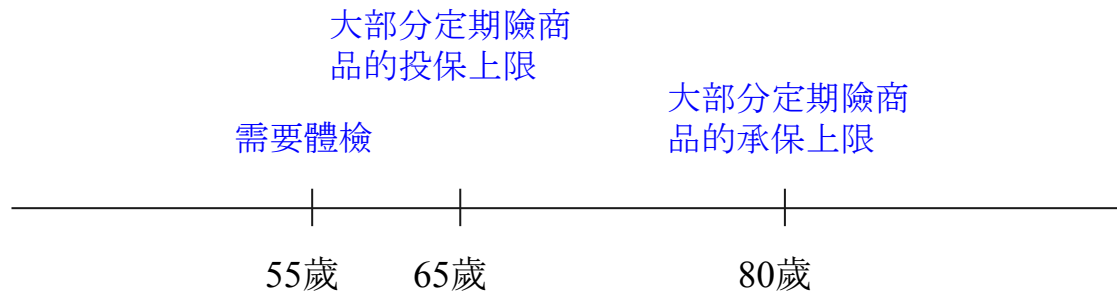 大部分定期險商
品的投保上限
大部分定期險商
品的承保上限
需要體檢
55歲
65歲
80歲